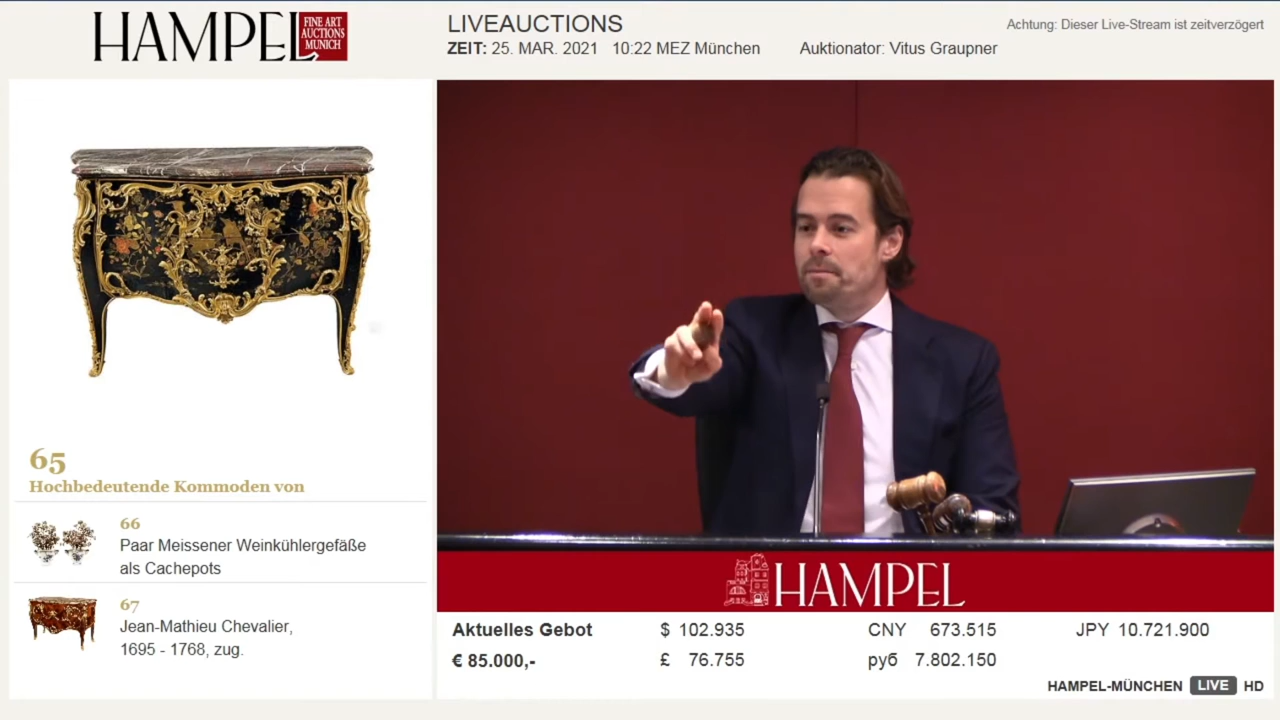 HAMPEL
FINE ART
AUCTIONS
MUNICH
LIVEAUCTIONS
Achtung: Dieser Live-Stream ist zeitverzögert
ZEIT: 25. MAR. 2021 10:22 MEZ München Auktionator: Vitus Graupner
65
Hochbedeutende Kommoden von
66
Paar Meissener Weinkühlergefäße
als Cachepots
67
Jean-Mathieu Chevalier,
1695 - 1768, zug.
HAMPEL
Aktuelles Gebot $ 102.935 CNY 673.515 JPY 10.721.900
€ 85.000,- £ 76.755 руб 7.802.150
HAMPEL-MÜNCHEN LIVE HD